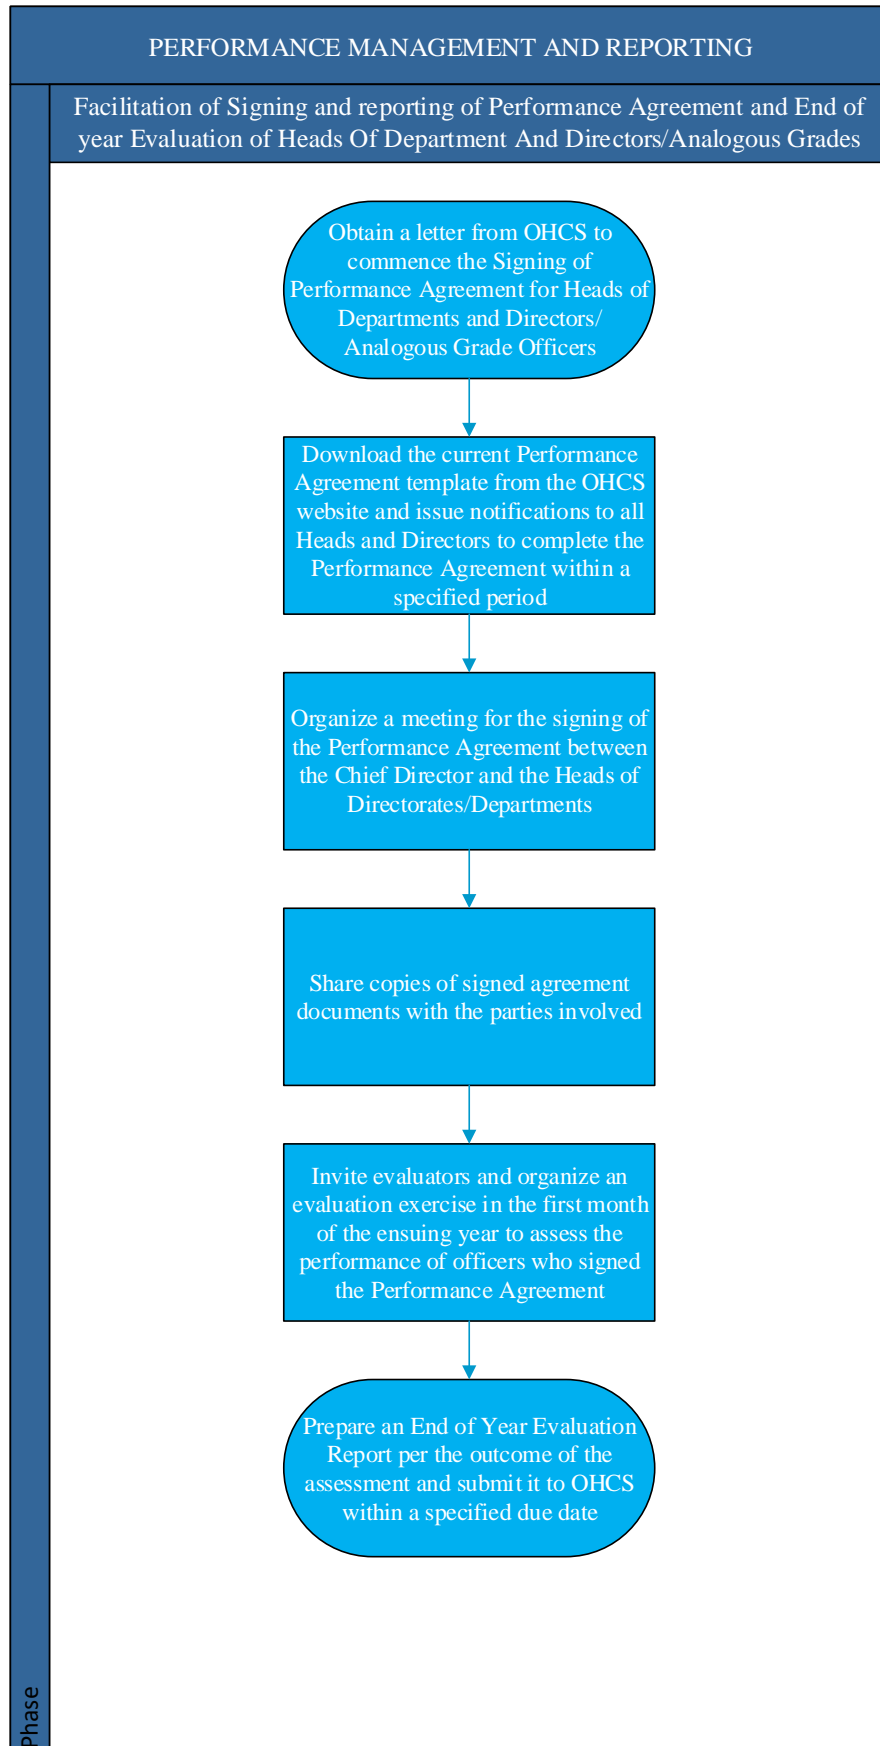 PERFORMANCE MANAGEMENT AND REPORTING
Facilitation of Signing and reporting of Performance Agreement and End of
year Evaluation of Heads Of Department And Directors/Analogous Grades
Obtain a letter from OHCS to
commence the Signing of
Performance Agreement for Heads of
Departments and Directors/
Analogous Grade Officers
Download the current Performance
Agreement template from the OHCS
website and issue notifications to all
Heads and Directors to complete the
Performance Agreement within a
specified period
Organize a meeting for the signing of
the Performance Agreement between
the Chief Director and the Heads of
Directorates/Departments
Share copies of signed agreement
documents with the parties involved
Invite evaluators and organize an
evaluation exercise in the first month
of the ensuing year to assess the
performance of officers who signed
the Performance Agreement
Prepare an End of Year Evaluation
Report per the outcome of the
assessment and submit it to OHCS
within a specified due date
Phase